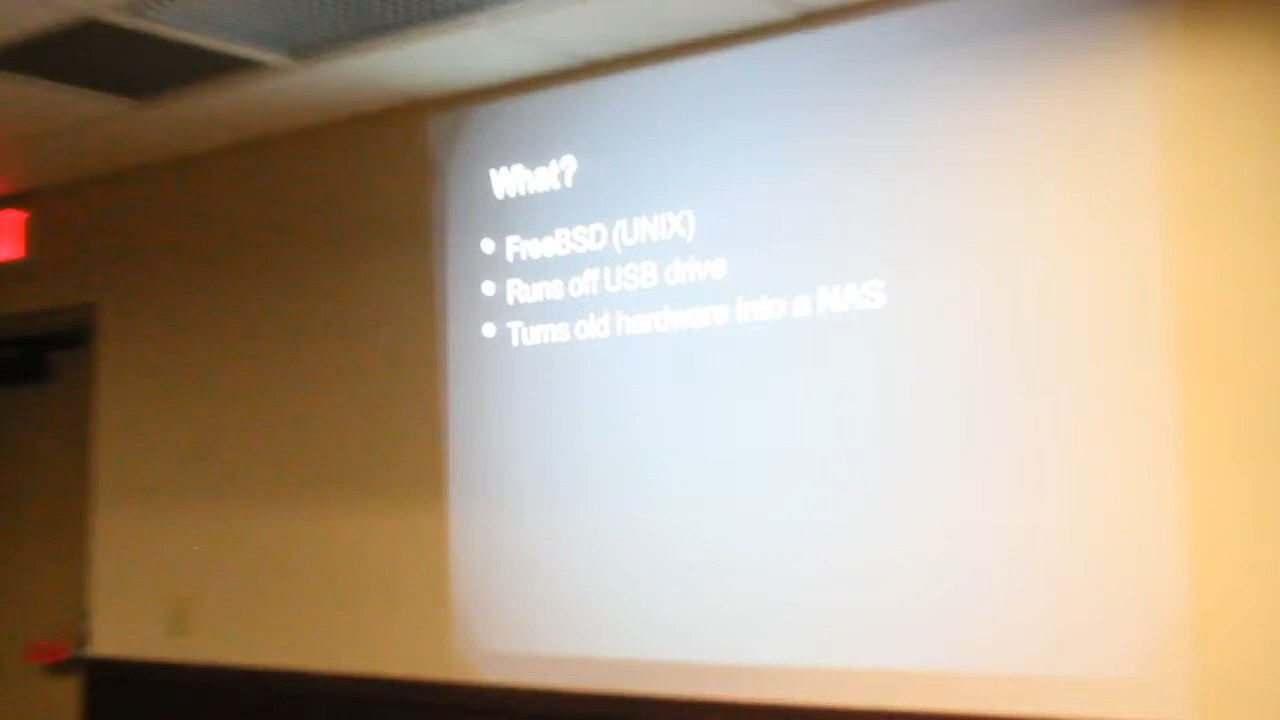 What?
• FreeBSD (UNIX)
• Runs off USB drive
• Turns old hardware into a NAS